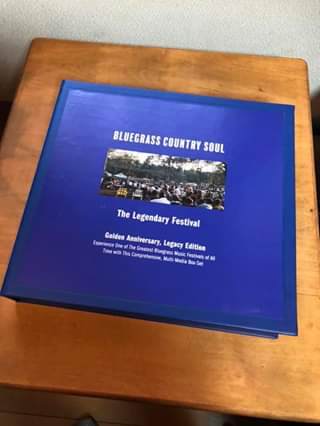 BLUEGRASS COUNTRY SOUL
The Legendary Festival
Golden Anniversary, Legacy Edition
Experience One of The Greatest Bluegrass Music Festivals of All
Time with This Comprehensive, Multi-Media Box Set